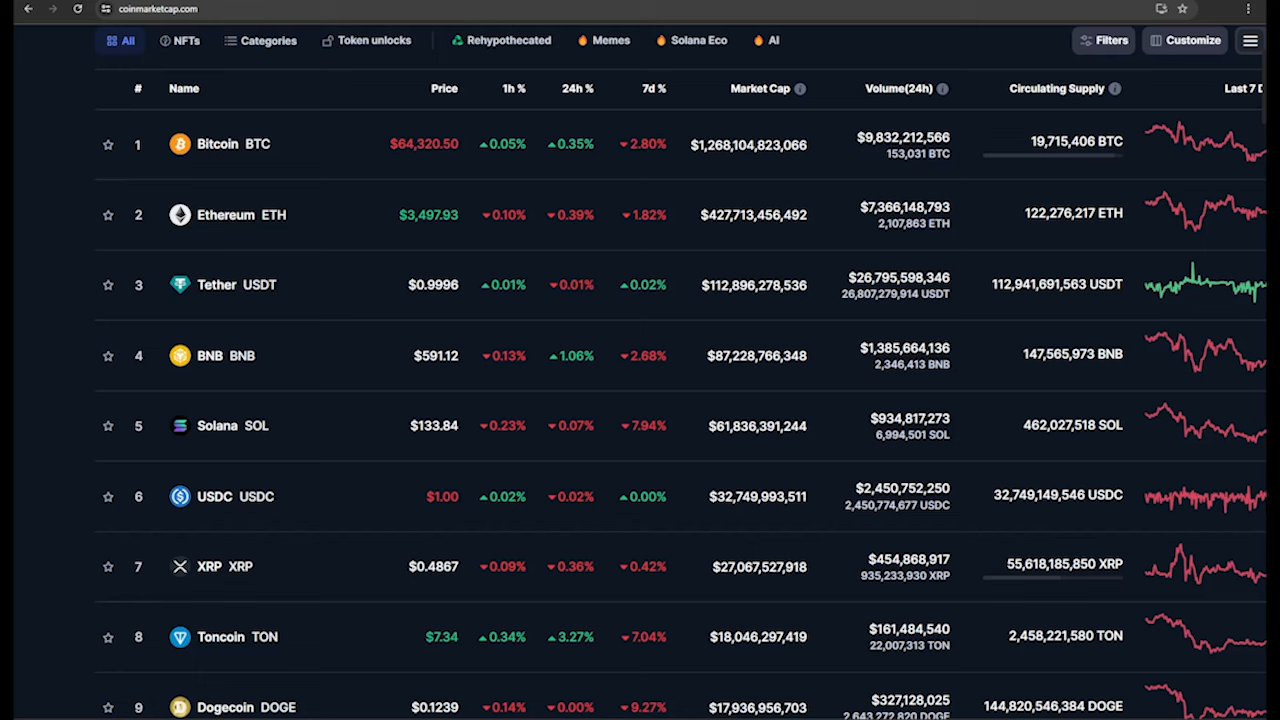 coinmarketcap.com
All NFTs Categories Token unlocks Rehypothecated Memes Solana Eco AI Filters Customize
# Name Price 1h % 24h % 7d % Market Cap Volume(24h) Circulating Supply Last 7 D
1 Bitcoin BTC $64,320.50 0.05% 0.35% 2.80% $1,268,104,823,066 $9,832,212,566 19,715,406 BTC
153,031 BTC
2 Ethereum ETH $3,497.93 0.10% 0.39% 1.82% $427,713,456,492 $7,366,148,793 122,276,217 ETH
2,107,863 ETH
3 Tether USDT $0.9996 0.01% 0.01% 0.02% $112,896,278,536 $26,795,598,346 112,941,691,563 USDT
26,807,279,914 USDT
4 BNB BNB $591.12 0.13% 1.06% 2.68% $87,228,766,348 $1,385,664,136 147,565,973 BNB
2,346,413 BNB
5 Solana SOL $133.84 0.23% 0.07% 7.94% $61,836,391,244 $934,817,273 462,027,518 SOL
6,994,501 SOL
6 USDC USDC $1.00 0.02% 0.02% 0.00% $32,749,993,511 $2,450,752,250 32,749,149,546 USDC
2,450,774,677 USDC
7 XRP XRP $0.4867 0.09% 0.36% 0.42% $27,067,527,918 $454,868,917 55,618,185,850 XRP
935,233,930 XRP
8 Toncoin TON $7.34 0.34% 3.27% 7.04% $18,046,297,419 $161,484,540 2,458,221,580 TON
22,007,313 TON
9 Dogecoin DOGE $0.1239 0.14% 0.00% 9.27% $17,936,956,703 $327,128,025 144,820,546,384 DOGE
2,643,272,820 DOGE